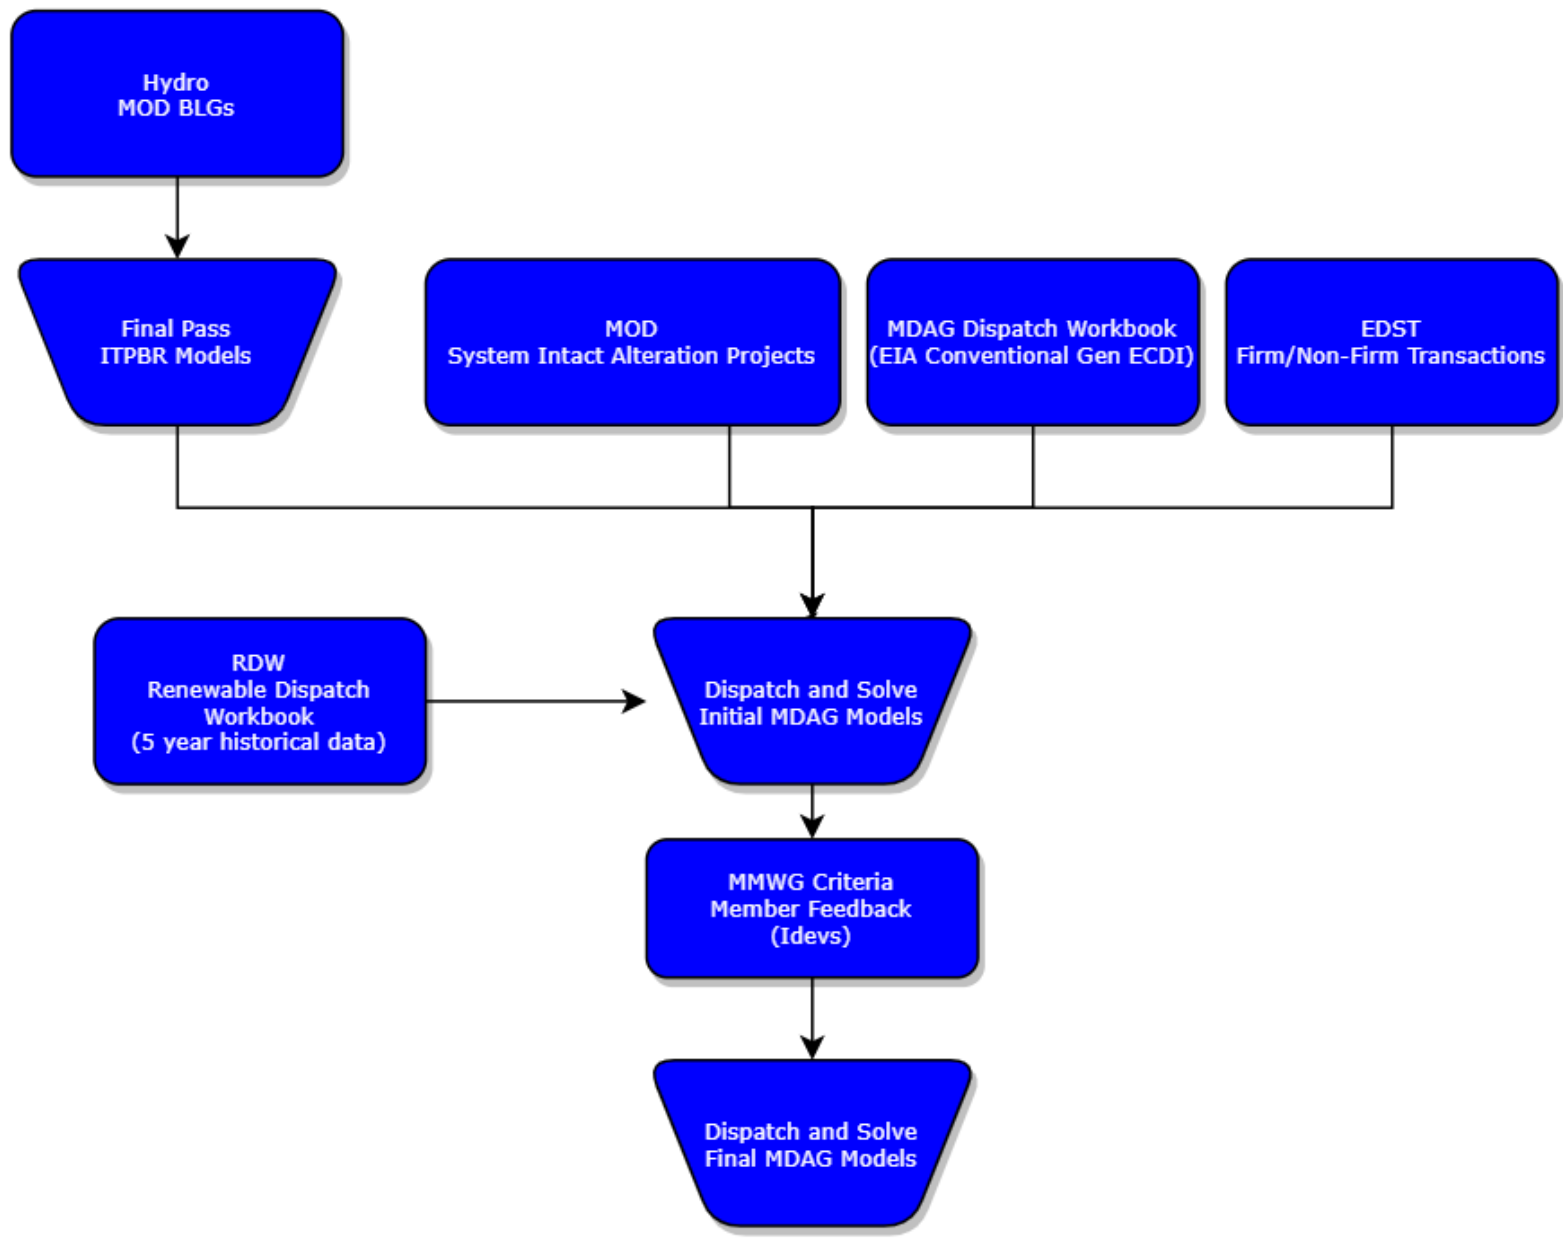 Hydro
MOD BLGs
Final Pass
ITPBR Models
MOD
System Intact Alteration Projects
MDAG Dispatch Workbook
(EIA Conventional Gen ECDI)
EDST
Firm/Non-Firm Transactions
RDW
Renewable Dispatch
Workbook
(5 year historical data)
Dispatch and Solve
Initial MDAG Models
MMWG Criteria
Member Feedback
(Idevs)
Dispatch and Solve
Final MDAG Models